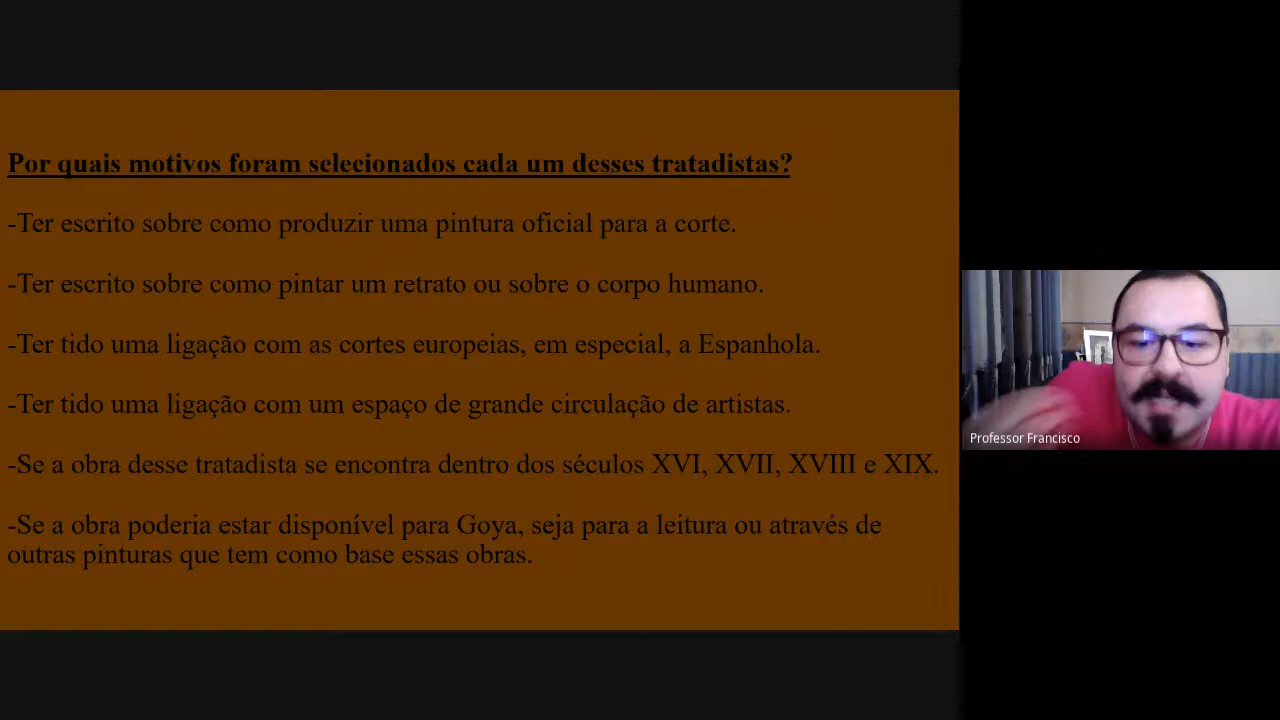 Por quais motivos foram selecionados cada um desses tratadistas?
-Ter escrito sobre como produzir uma pintura oficial para a corte.
-Ter escrito sobre como pintar um retrato ou sobre o corpo humano.
-Ter tido uma ligação com as cortes europeias, em especial, a Espanhola.
-Ter tido uma ligação com um espaço de grande circulação de artistas.
-Se a obra desse tratadista se encontra dentro dos séculos XVI, XVII, XVIII e XIX.
-Se a obra poderia estar disponível para Goya, seja para a leitura ou através de
outras pinturas que tem como base essas obras.
Professor Francisco